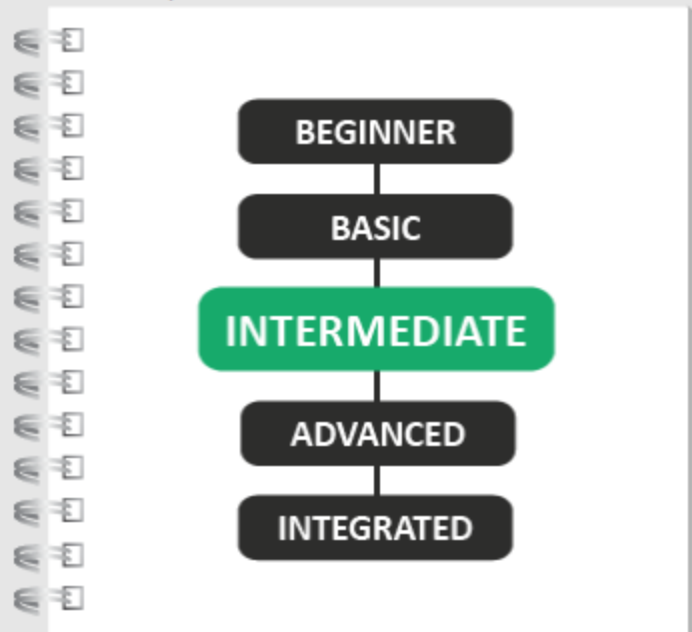 BEGINNER
BASIC
INTERMEDIATE
ADVANCED
INTEGRATED